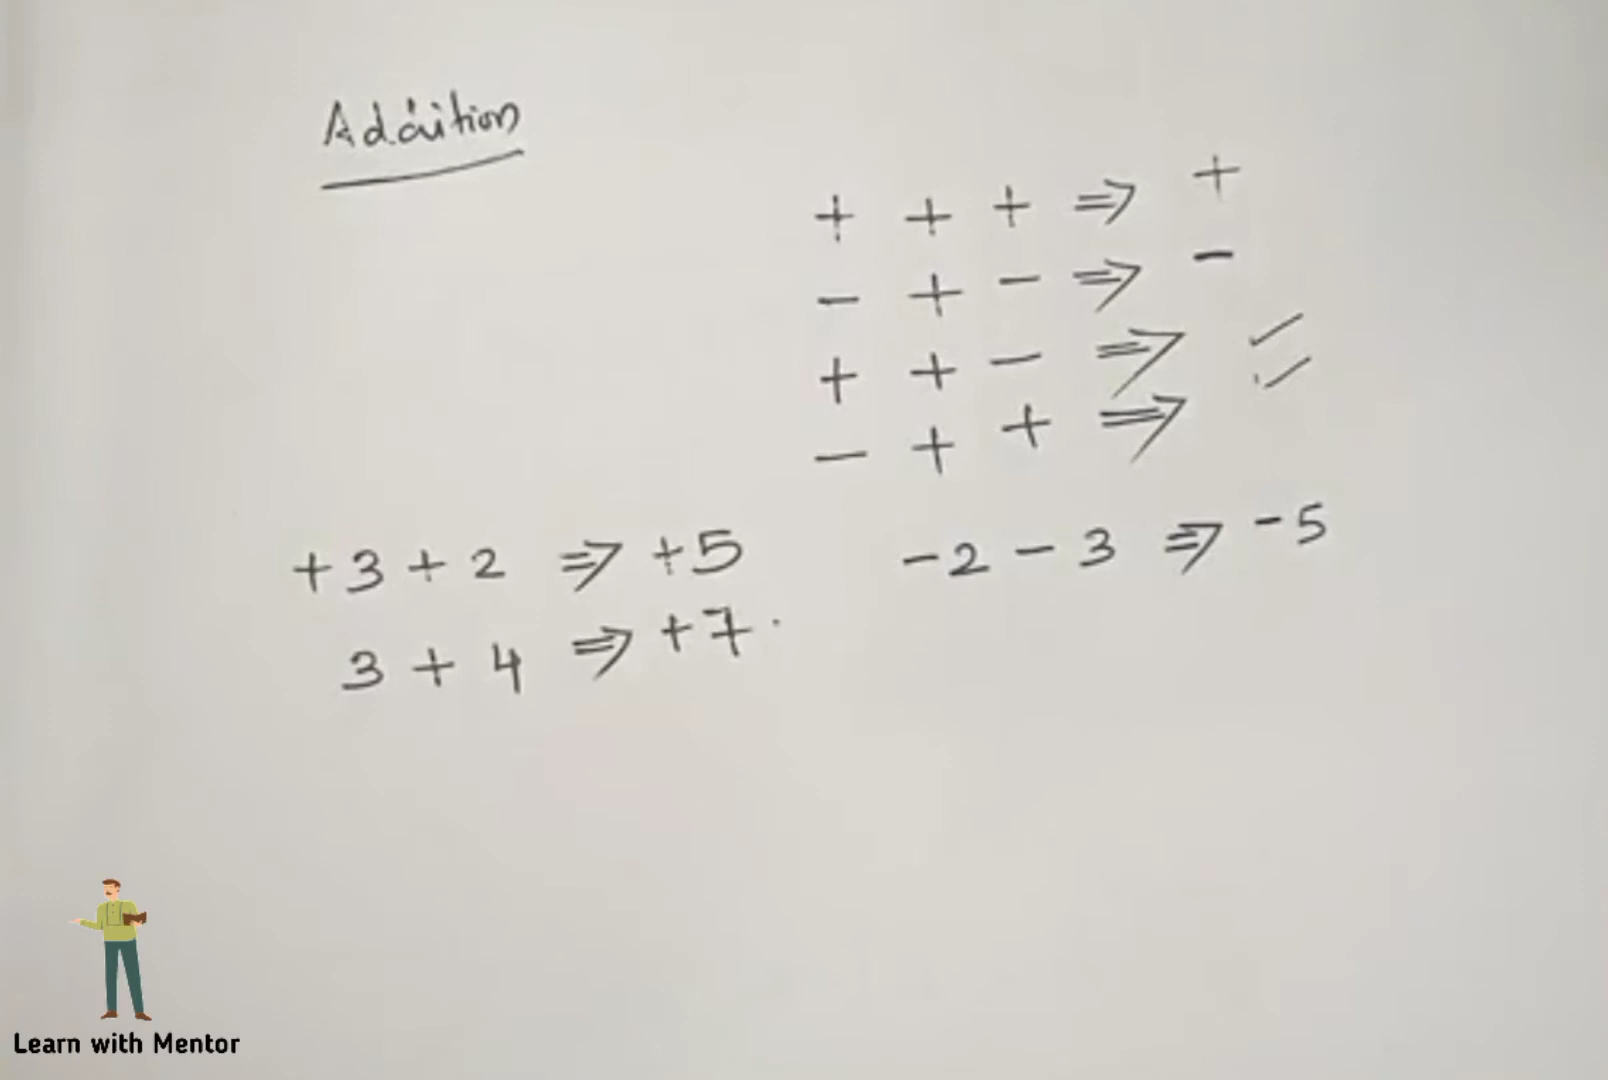 Addition
+ + + ⇒ +
- + - ⇒ -
+ + - ⇒
- + + ⇒
+3 + 2 ⇒ +5
-2 - 3 ⇒ -5
3 + 4 ⇒ +7.
Learn with Mentor